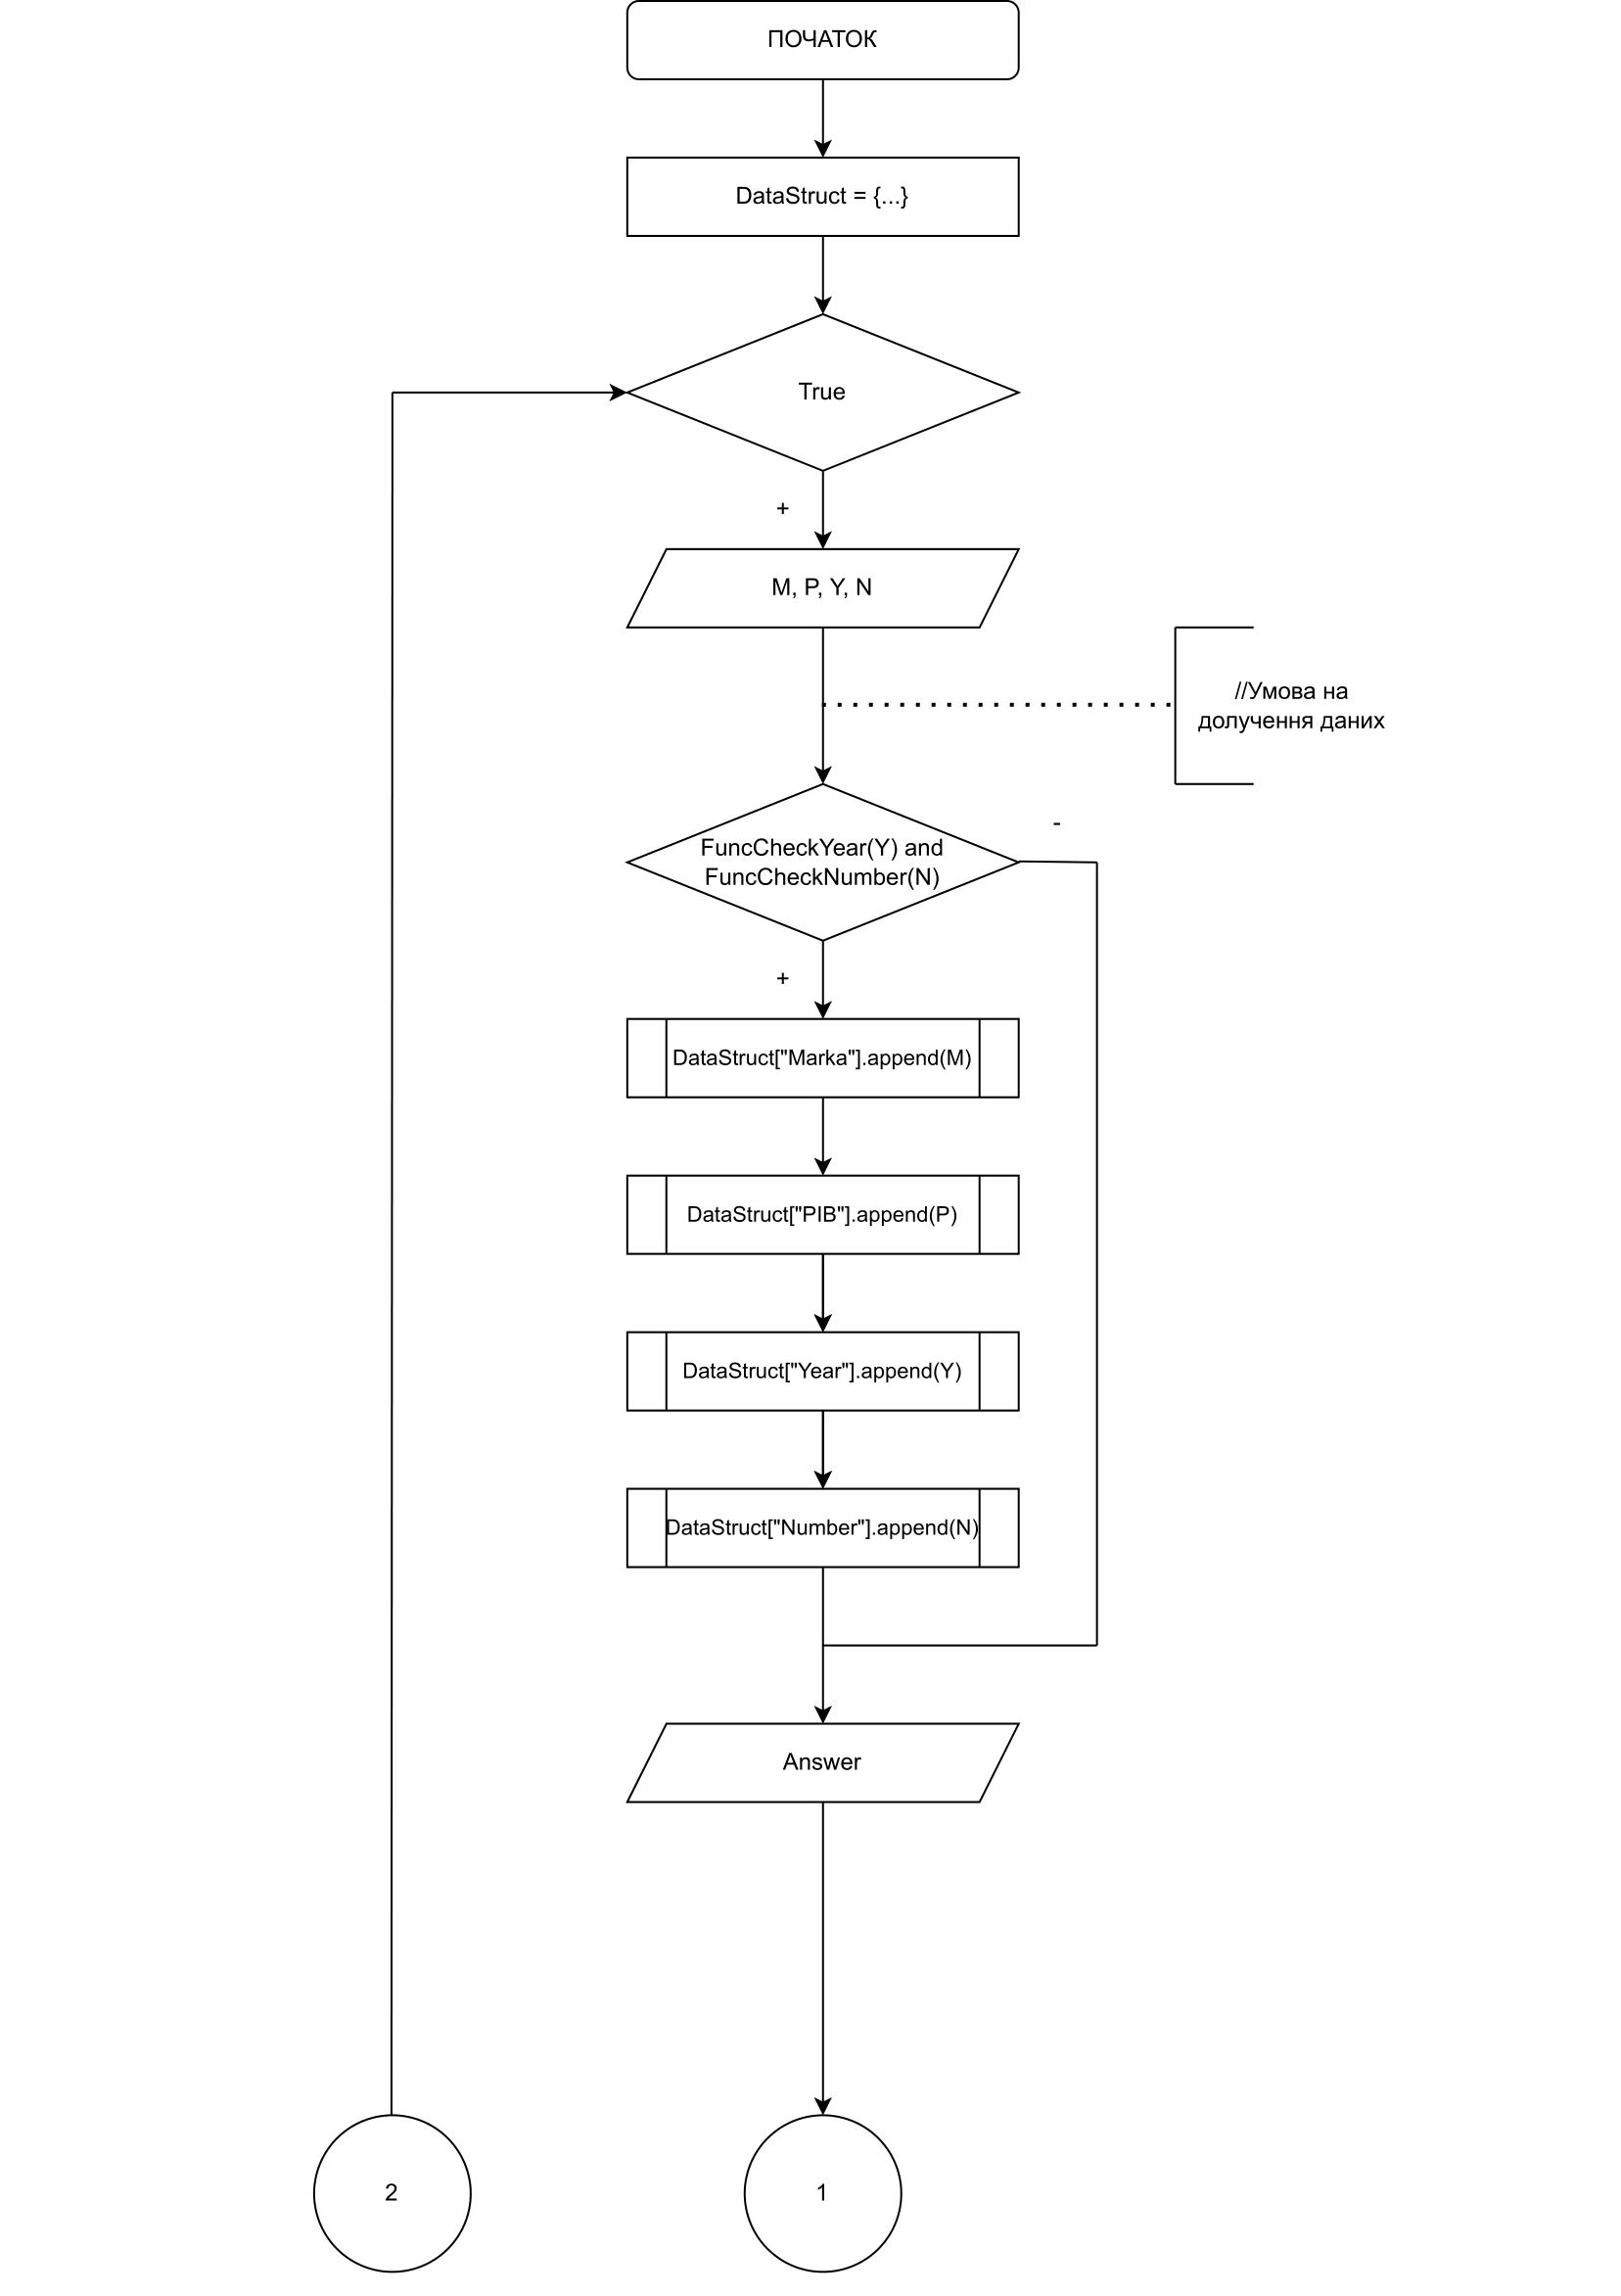 ПОЧАТОК
DataStruct = {...}
True
+
M, P, Y, N
//Умова на
долучення даних
-
FuncCheckYear(Y) and
FuncCheckNumber(N)
+
DataStruct["Marka"].append(M)
DataStruct["PIB"].append(P)
DataStruct["Year"].append(Y)
DataStruct["Number"].append(N)
Answer
2
1